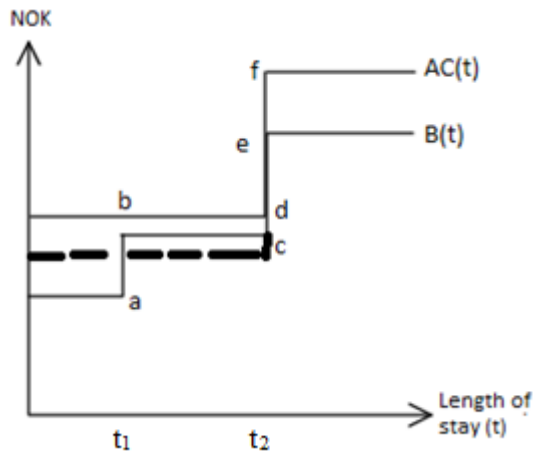 NOK
f
AC(t)
e
B(t)
b
d
c
a
Length of
stay (t)
t₁
t₂